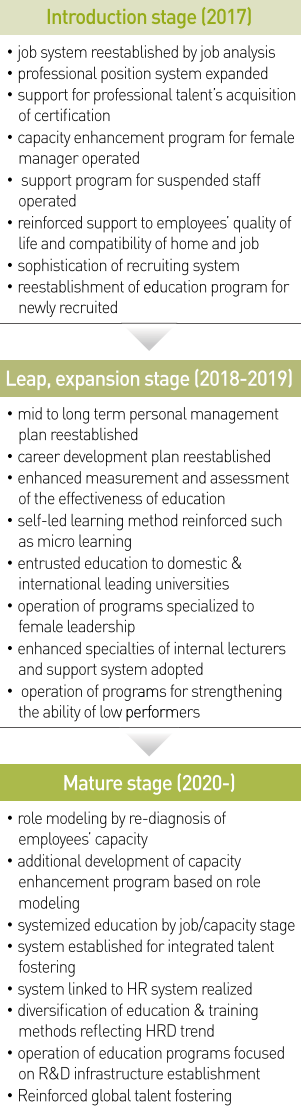 Introduction stage (2017)
• job system reestablished by job analysis
• professional position system expanded
• support for professional talent's acquisition
of certification
• capacity enhancement program for female
manager operated
• support program for suspended staff
operated
• reinforced support to employees' quality of
life and compatibility of home and job
• sophistication of recruiting system
• reestablishment of education program for
newly recruited
Leap, expansion stage (2018-2019)
• mid to long term personal management
plan reestablished
• career development plan reestablished
• enhanced measurement and assessment
of the effectiveness of education
• self-led learning method reinforced such
as micro learning
• entrusted education to domestic &
international leading universities
• operation of programs specialized to
female leadership
• enhanced specialties of internal lecturers
and support system adopted
• operation of programs for strengthening
the ability of low performers
Mature stage (2020-)
• role modeling by re-diagnosis of
employees' capacity
• additional development of capacity
enhancement program based on role
modeling
• systemized education by job/capacity stage
• system established for integrated talent
fostering
• system linked to HR system realized
• diversification of education & training
methods reflecting HRD trend
• operation of education programs focused
on R&D infrastructure establishment
• Reinforced global talent fostering